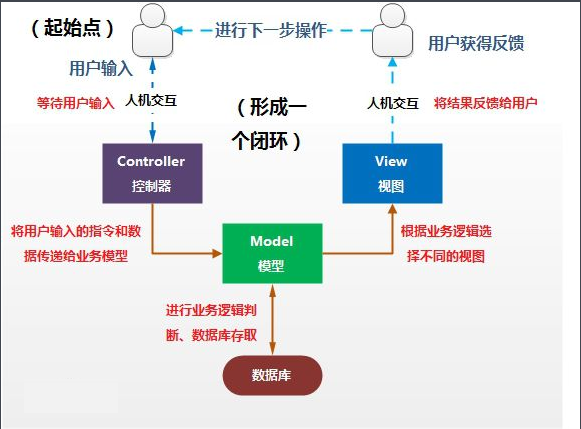 （起始点）
进行下一步操作
用户输入
用户获得反馈
等待用户输入
人机交互
（形成一
个闭环）
人机交互
将结果反馈给用户
Controller
控制器
View
视图
将用户输入的指令和数
据传递给业务模型
Model
模型
根据业务逻辑选
择不同的视图
进行业务逻辑判
断、数据库存取
数据库